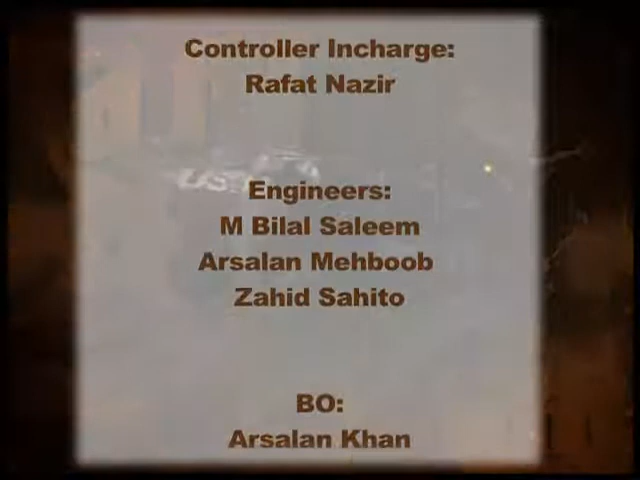 Controller Incharge:
Rafat Nazir
Engineers:
M Bilal Saleem
Arsalan Mehboob
Zahid Sahito
BO:
Arsalan Khan